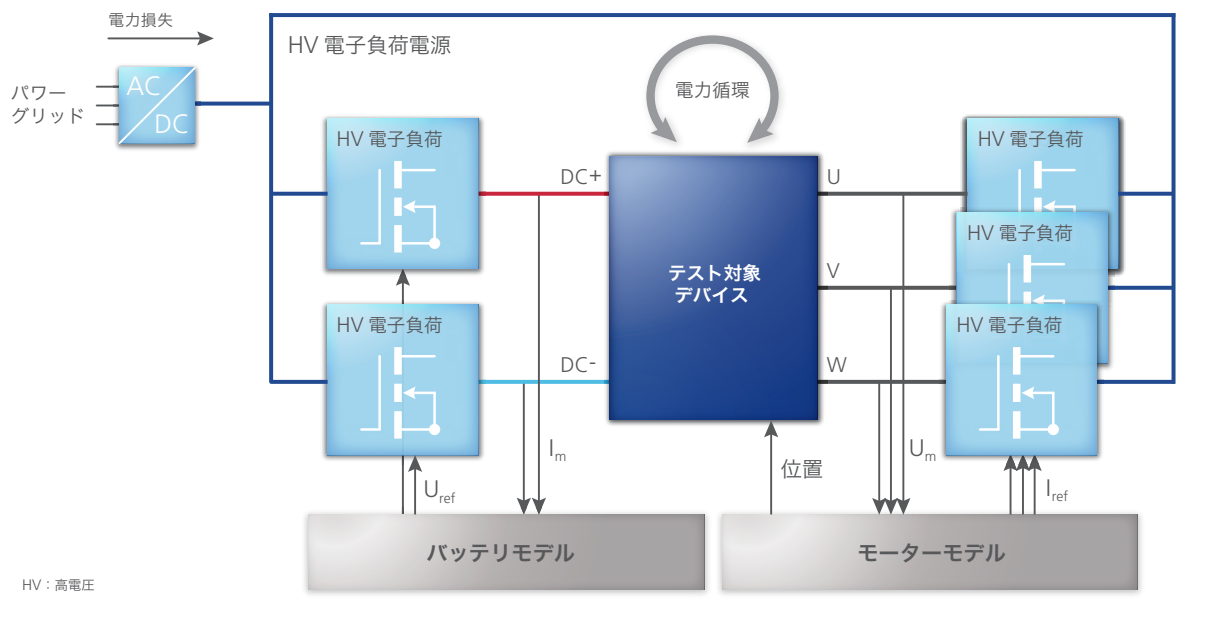 電力損失
HV 電子負荷電源
電力循環
パワー
グリッド
AC
DC
HV 電子負荷
DC+
U
HV 電子負荷
HV 電子負荷
V
テスト対象
デバイス
HV 電子負荷
DC-
W
HV 電子負荷
Im
Um
位置
Uref
Iref
バッテリモデル
モーターモデル
HV：高電圧